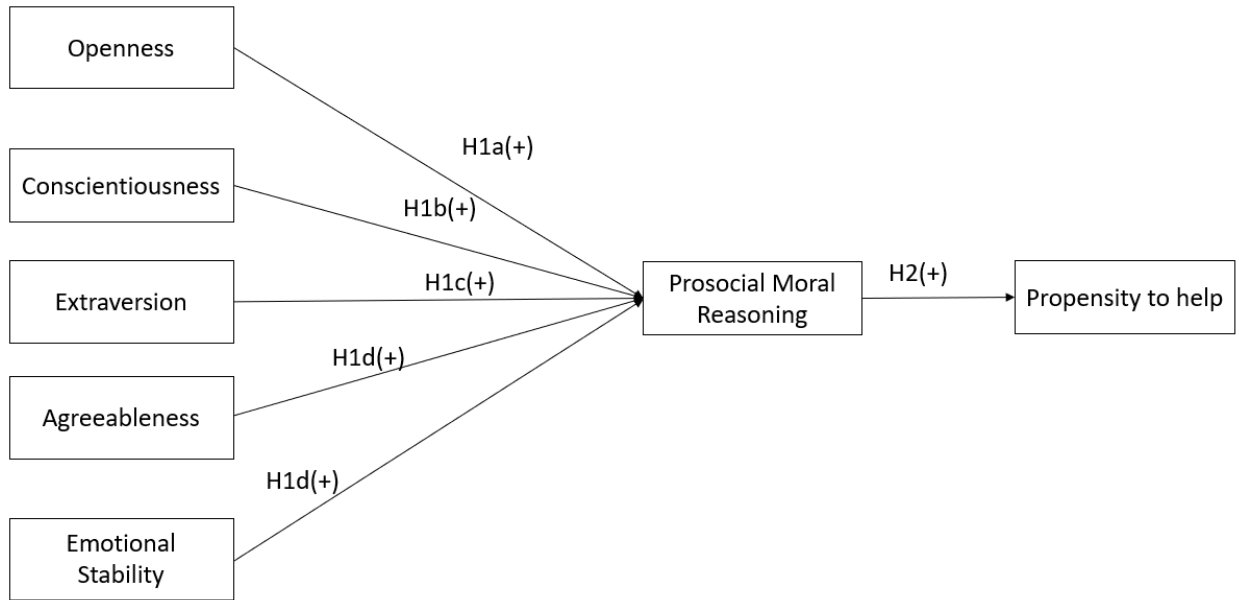 Openness
H1a(+)
Conscientiousness
H1b(+)
Extraversion
H1c(+)
Prosocial Moral
Reasoning
H2(+)
Propensity to help
H1d(+)
Agreeableness
H1d(+)
Emotional
Stability